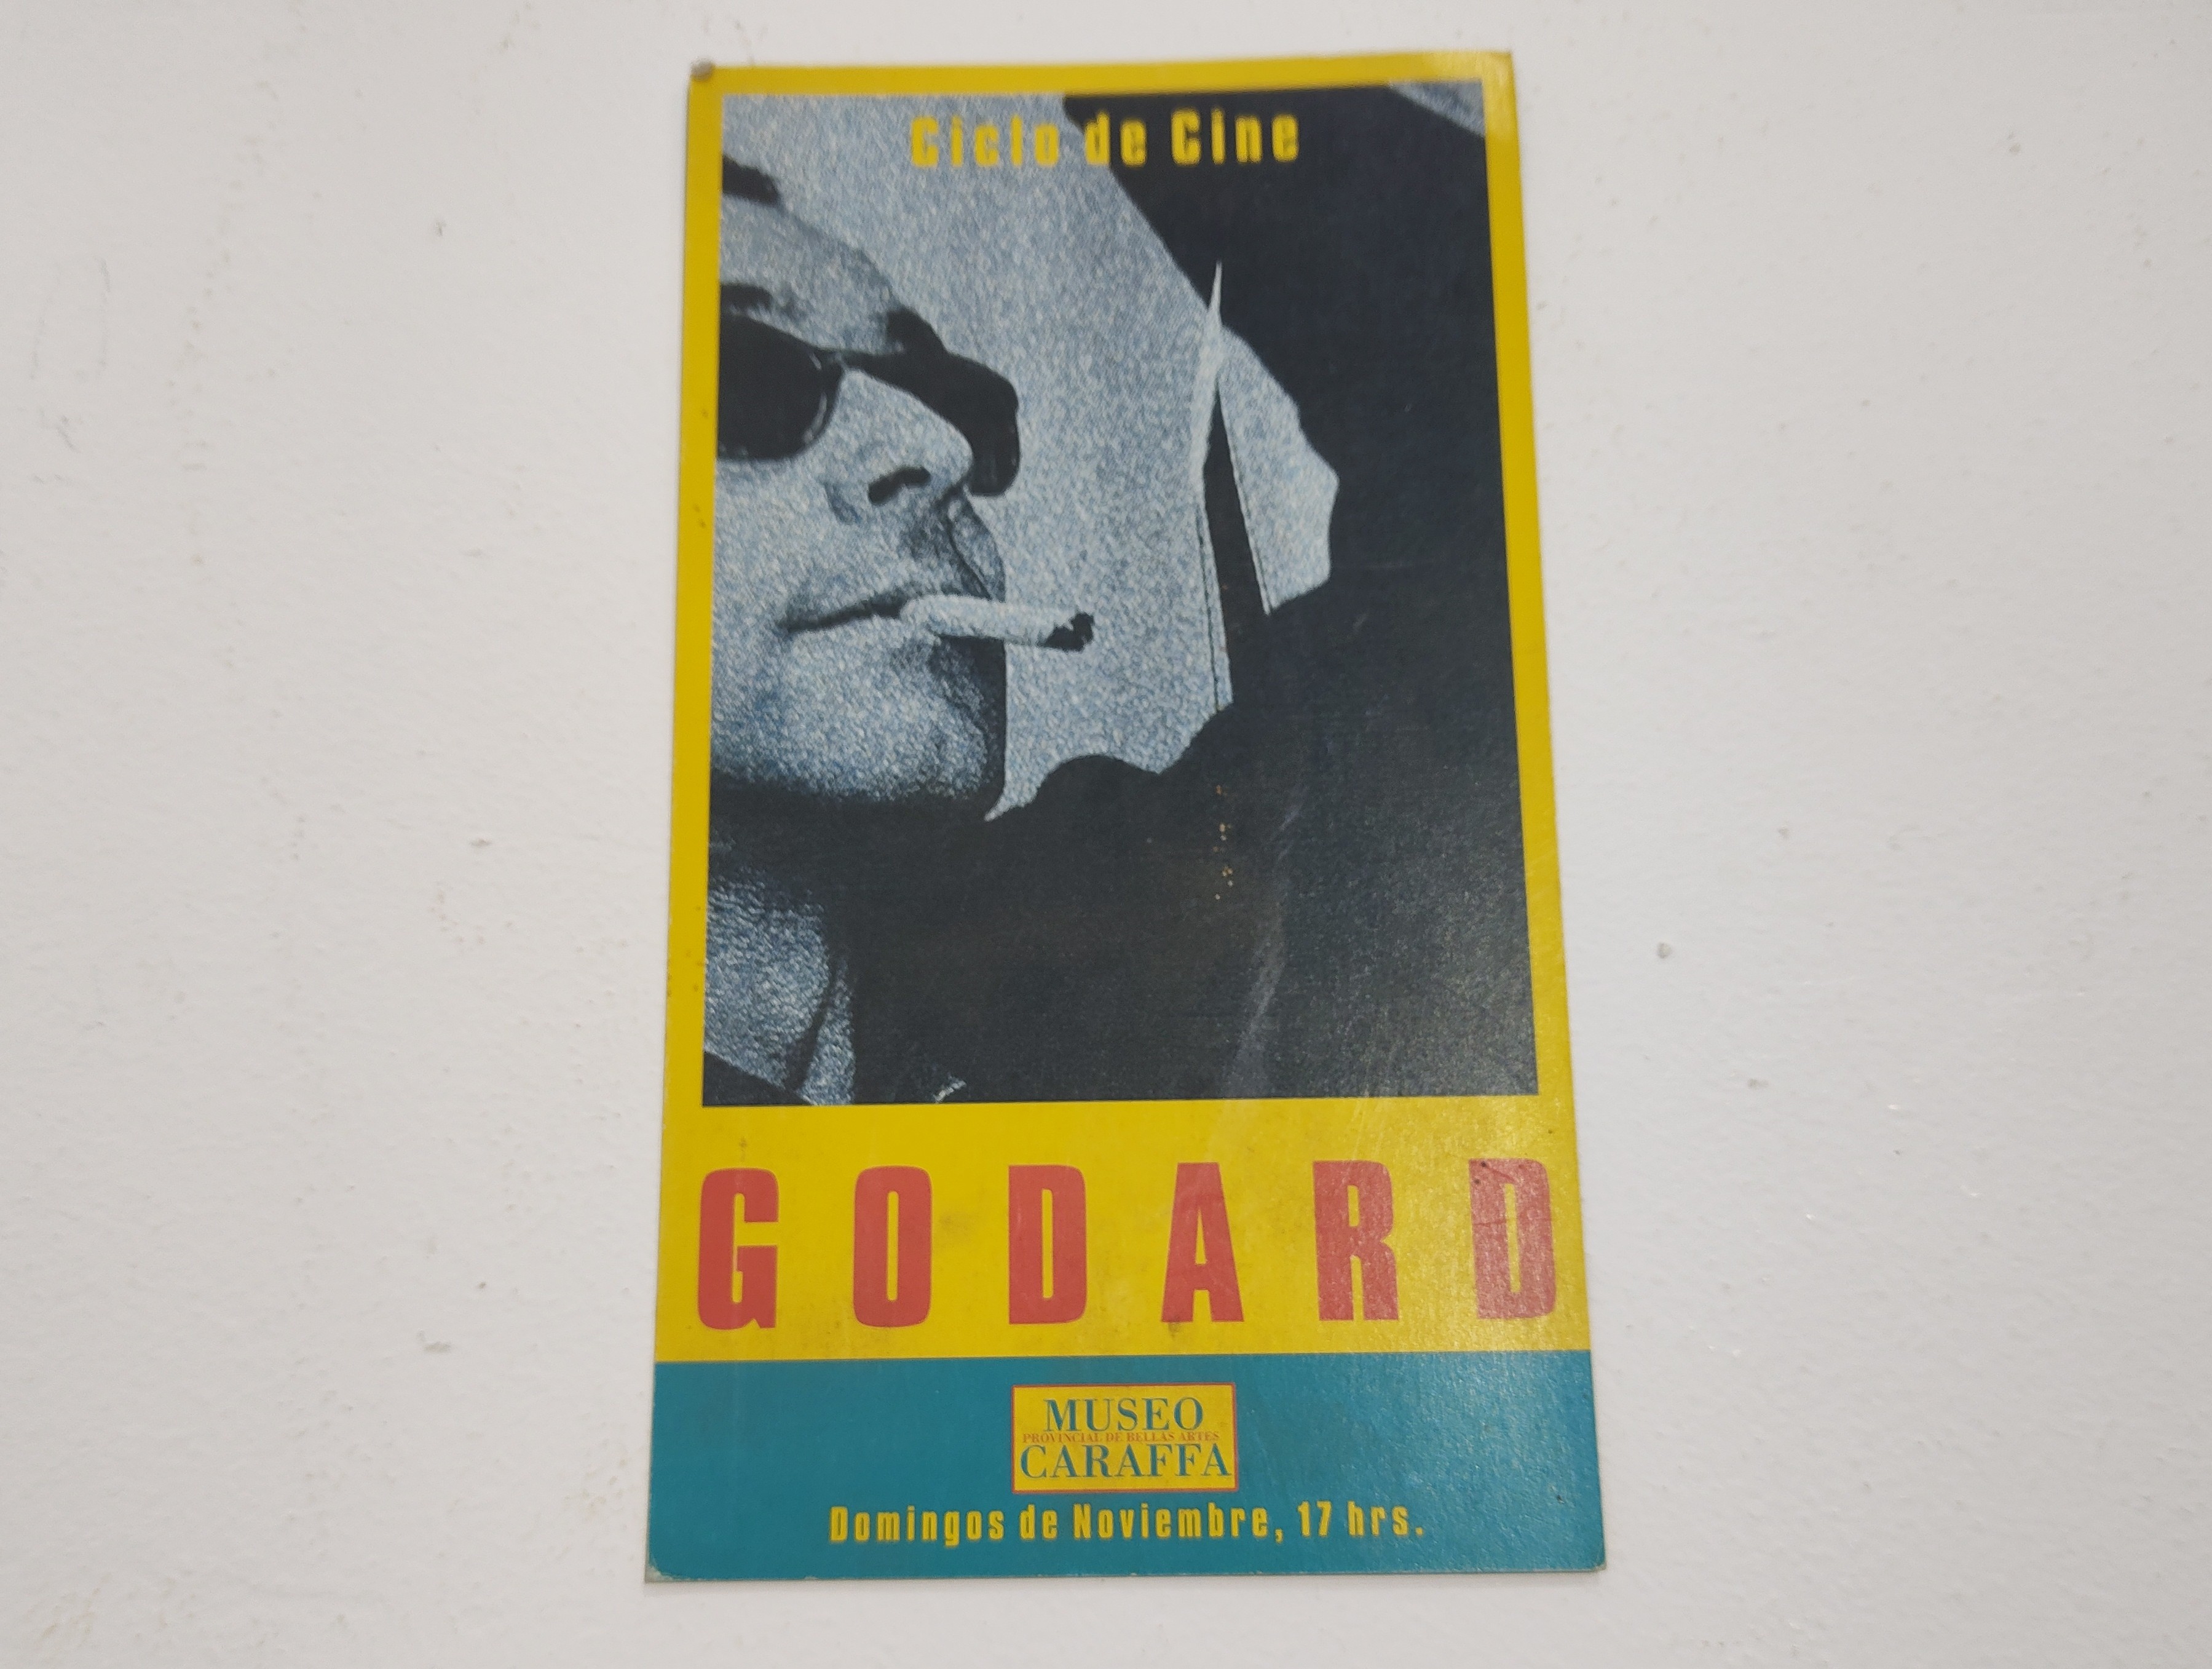 Ciclo de Cine
GODARD
MUSEO
PROVINCIAL DE BELLAS ARTES
CARAFFA
Domingos de Noviembre, 17 hrs.